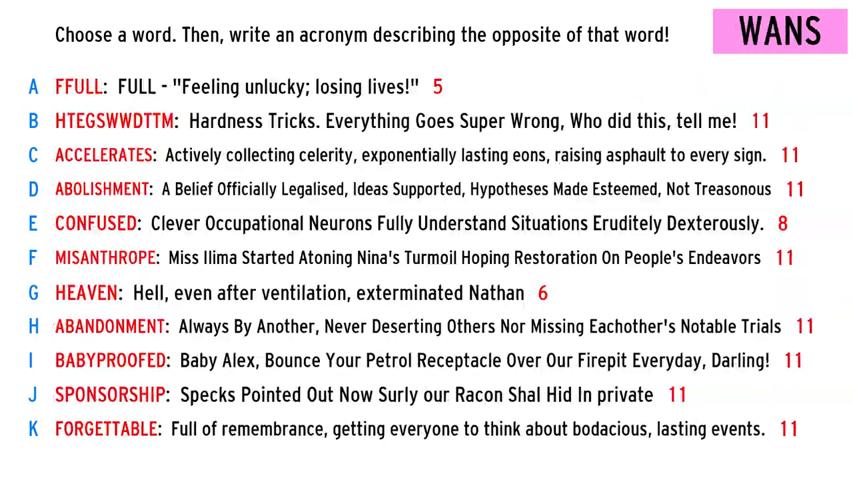 Choose a word. Then, write an acronym describing the opposite of that word! WANS
A FFULL: FULL - "Feeling unlucky; losing lives!" 5
B HTEGSWWDTTM: Hardness Tricks. Everything Goes Super Wrong, Who did this, tell me! 11
C ACCELERATES: Actively collecting celerity, exponentially lasting eons, raising asphault to every sign. 11
D ABOLISHMENT: A Belief Officially Legalised, Ideas Supported, Hypotheses Made Esteemed, Not Treasonous 11
E CONFUSED: Clever Occupational Neurons Fully Understand Situations Eruditely Dexterously. 8
F MISANTHROPE: Miss Ilima Started Atoning Nina's Turmoil Hoping Restoration On People's Endeavors 11
G HEAVEN: Hell, even after ventilation, exterminated Nathan 6
H ABANDONMENT: Always By Another, Never Deserting Others Nor Missing Eachother's Notable Trials 11
I BABYPROOFED: Baby Alex, Bounce Your Petrol Receptacle Over Our Firepit Everyday, Darling! 11
J SPONSORSHIP: Specks Pointed Out Now Surly our Racon Shal Hid In private 11
K FORGETTABLE: Full of remembrance, getting everyone to think about bodacious, lasting events. 11